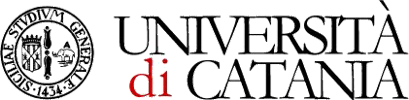 SICILIAE STVDIVM GENERALE
1434
UNIVERSITÀ
di CATANIA